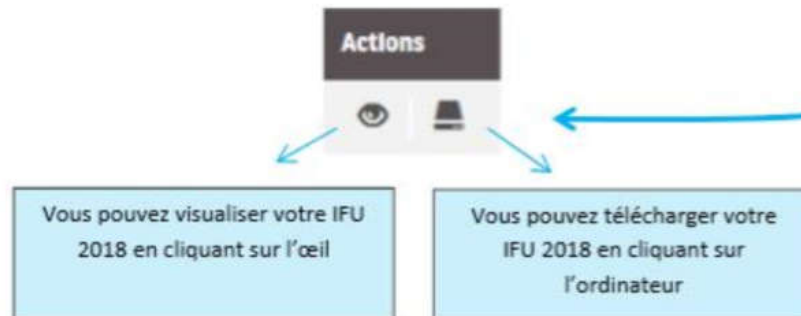 Actions
Vous pouvez visualiser votre IFU
2018 en cliquant sur l’œil
Vous pouvez télécharger votre
IFU 2018 en cliquant sur
l’ordinateur